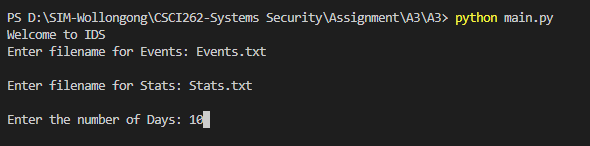 PS D:\SIM-Wollongong\CSCI262-Systems Security\Assignment\A3\A3> python main.py
Welcome to IDS
Enter filename for Events: Events.txt
Enter filename for Stats: Stats.txt
Enter the number of Days: 10